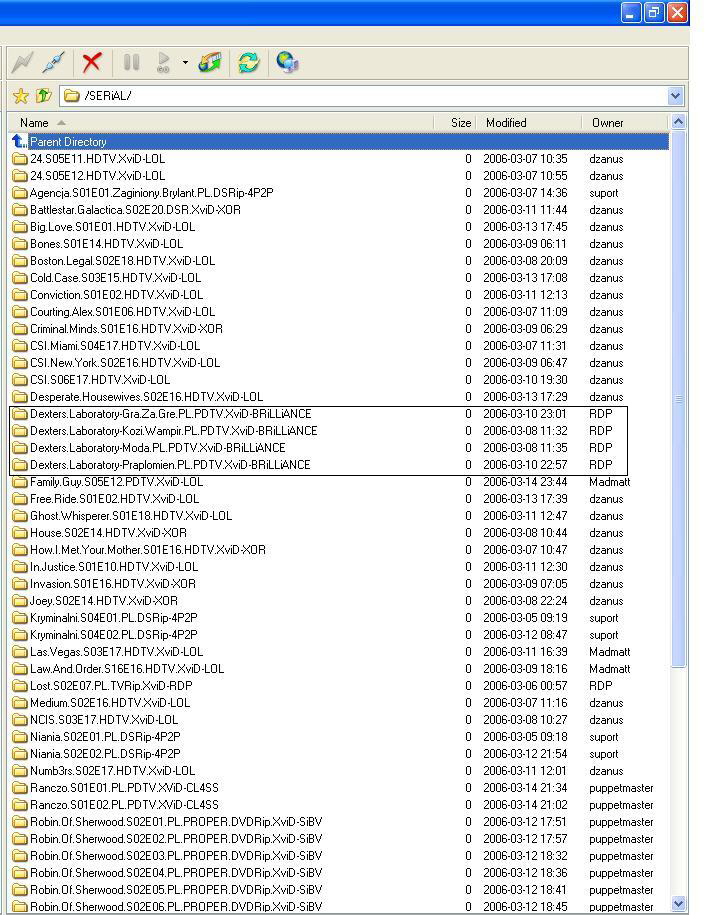 GO
/SERiAL/
Name Size Modified Owner
Parent Directory
24.S05E11.HDTV.XviD-LOL 0 2006-03-07 10:35 dzanus
24.S05E12.HDTV.XviD-LOL 0 2006-03-07 10:55 dzanus
Agencja.S01E01.Zaginiony.Brylant.PL.DSRip-4P2P 0 2006-03-07 14:36 suport
Battlestar.Galactica.S02E20.DSR.XviD-XOR 0 2006-03-11 11:44 dzanus
Big.Love.S01E01.HDTV.XviD-LOL 0 2006-03-13 17:45 dzanus
Bones.S01E14.HDTV.XviD-LOL 0 2006-03-09 06:11 dzanus
Boston.Legal.S02E18.HDTV.XviD-LOL 0 2006-03-08 20:09 dzanus
Cold.Case.S03E15.HDTV.XviD-LOL 0 2006-03-13 17:08 dzanus
Conviction.S01E02.HDTV.XviD-LOL 0 2006-03-11 12:13 dzanus
Courting.Alex.S01E06.HDTV.XviD-LOL 0 2006-03-07 11:09 dzanus
Criminal.Minds.S01E16.HDTV.XviD-XOR 0 2006-03-09 06:29 dzanus
CSI.Miami.S04E17.HDTV.XviD-LOL 0 2006-03-07 11:31 dzanus
CSI.New.York.S02E16.HDTV.XviD-LOL 0 2006-03-09 06:47 dzanus
CSI.S06E17.HDTV.XviD-LOL 0 2006-03-10 19:30 dzanus
Desperate.Housewives.S02E16.HDTV.XviD-LOL 0 2006-03-13 17:29 dzanus
Dexters.Laboratory-Gra.Za.Gre.PL.PDTV.XviD-BRiLLiANCE 0 2006-03-10 23:01 RDP
Dexters.Laboratory-Kozi.Wampir.PL.PDTV.XviD-BRiLLiANCE 0 2006-03-08 11:32 RDP
Dexters.Laboratory-Moda.PL.PDTV.XviD-BRiLLiANCE 0 2006-03-08 11:35 RDP
Dexters.Laboratory-Praplomien.PL.PDTV.XviD-BRiLLiANCE 0 2006-03-10 22:57 RDP
Family.Guy.S05E12.PDTV.XviD-LOL 0 2006-03-14 23:44 Madmatt
Free.Ride.S01E02.HDTV.XviD-LOL 0 2006-03-13 17:39 dzanus
Ghost.Whisperer.S01E18.HDTV.XviD-LOL 0 2006-03-11 12:47 dzanus
House.S02E14.HDTV.XviD-XOR 0 2006-03-08 10:44 dzanus
How.I.Met.Your.Mother.S01E16.HDTV.XviD-XOR 0 2006-03-07 10:47 dzanus
In.Justice.S01E10.HDTV.XviD-LOL 0 2006-03-11 12:30 dzanus
Invasion.S01E16.HDTV.XviD-XOR 0 2006-03-09 07:05 dzanus
Joey.S02E14.HDTV.XviD-XOR 0 2006-03-08 22:24 dzanus
Kryminalni.S04E01.PL.DSRip-4P2P 0 2006-03-05 09:19 suport
Kryminalni.S04E02.PL.DSRip-4P2P 0 2006-03-12 08:47 suport
Las.Vegas.S03E17.HDTV.XviD-LOL 0 2006-03-11 16:39 Madmatt
Law.And.Order.S16E16.HDTV.XviD-LOL 0 2006-03-09 18:16 Madmatt
Lost.S02E07.PL.TVRip.XviD-RDP 0 2006-03-06 00:57 RDP
Medium.S02E16.HDTV.XviD-LOL 0 2006-03-07 11:16 dzanus
NCIS.S03E17.HDTV.XviD-LOL 0 2006-03-08 10:27 dzanus
Niania.S02E01.PL.DSRip-4P2P 0 2006-03-05 09:18 suport
Niania.S02E02.PL.DSRip-4P2P 0 2006-03-12 21:54 suport
Numb3rs.S02E17.HDTV.XviD-LOL 0 2006-03-11 12:01 dzanus
Ranczo.S01E01.PL.PDTV.XviD-CL4SS 0 2006-03-14 21:34 puppetmaster
Ranczo.S01E02.PL.PDTV.XviD-CL4SS 0 2006-03-14 21:02 puppetmaster
Robin.Of.Sherwood.S02E01.PL.PROPER.DVDRip.XviD-SiBV 0 2006-03-12 17:51 puppetmaster
Robin.Of.Sherwood.S02E02.PL.PROPER.DVDRip.XviD-SiBV 0 2006-03-12 17:57 puppetmaster
Robin.Of.Sherwood.S02E03.PL.PROPER.DVDRip.XviD-SiBV 0 2006-03-12 18:32 puppetmaster
Robin.Of.Sherwood.S02E04.PL.PROPER.DVDRip.XviD-SiBV 0 2006-03-12 18:36 puppetmaster
Robin.Of.Sherwood.S02E05.PL.PROPER.DVDRip.XviD-SiBV 0 2006-03-12 18:41 puppetmaster
Robin.Of.Sherwood.S02E06.PL.PROPER.DVDRip.XviD-SiBV 0 2006-03-12 18:45 puppetmaster